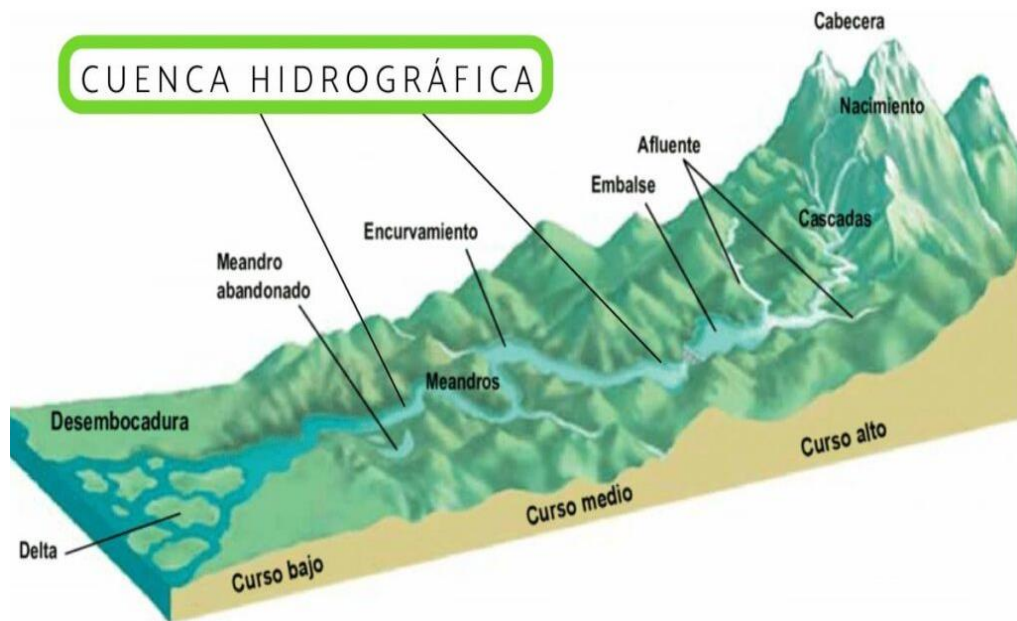 Cabecera
CUENCA HIDROGRÁFICA
Nacimiento
Afluente
Embalse
Cascadas
Encurvamiento
Meandro
abandonado
Meandros
Desembocadura
Curso alto
Curso medio
Delta
Curso bajo